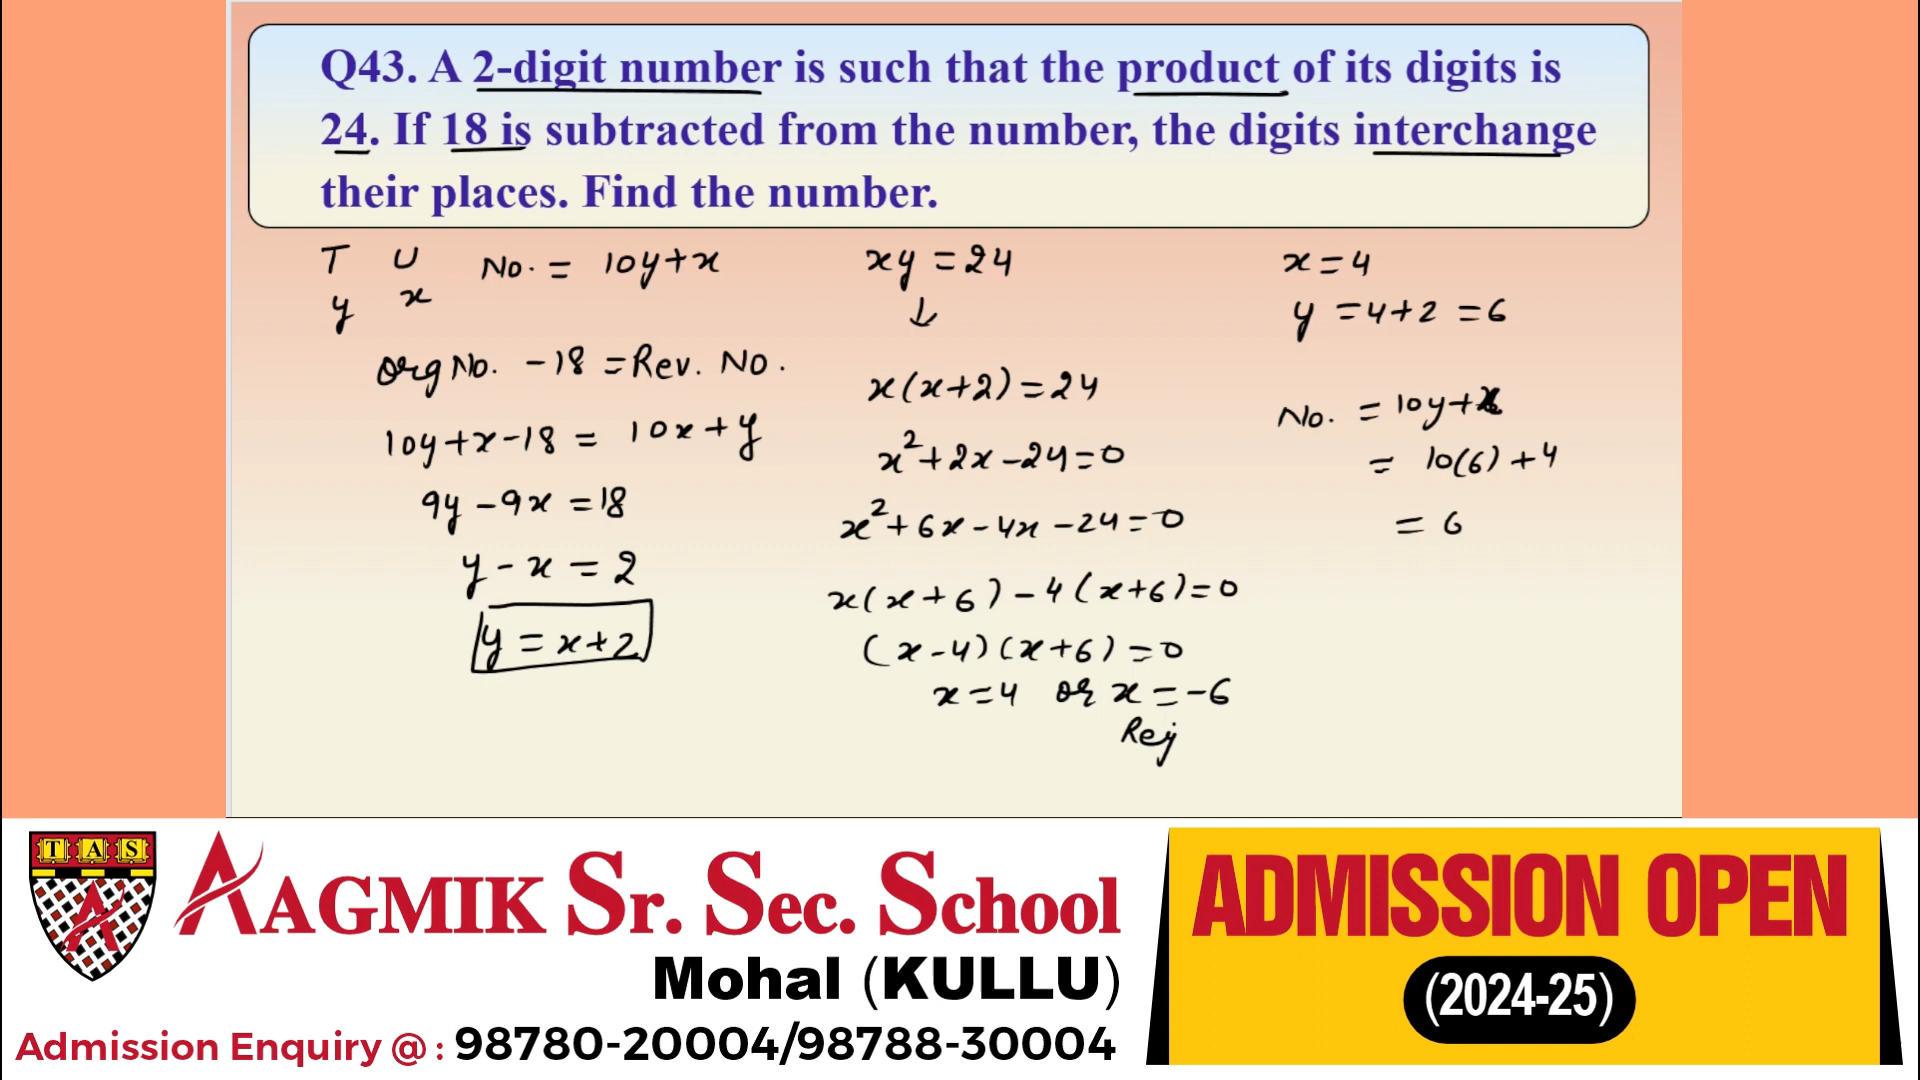 Q43. A 2-digit number is such that the product of its digits is
24. If 18 is subtracted from the number, the digits interchange
their places. Find the number.
T U
y x
No. = 10y+x
Org No. -18 = Rev. No.
10y+x-18 = 10x+y
9y-9x=18
y-x=2
y=x+2
xy=24
↓
x(x+2)=24
x²+2x-24=0
x²+6x-4x-24=0
x(x+6)-4(x+6)=0
(x-4)(x+6)=0
x=4 or x=-6
Rej
x=4
y=4+2=6
No. = 10y+x
= 10(6)+4
= 6
TAS
AAGMIK Sr. Sec. School
Mohal (KULLU)
Admission Enquiry @ : 98780-20004/98788-30004
ADMISSION OPEN
(2024-25)